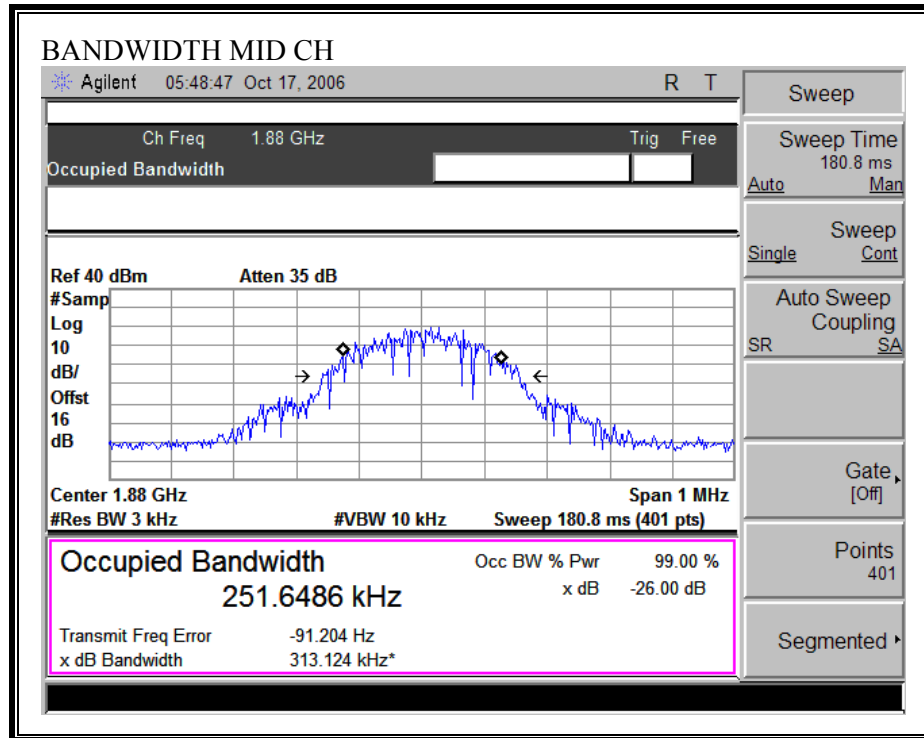 BANDWIDTH MID CH
Agilent 05:48:47 Oct 17, 2006 R T
Ch Freq 1.88 GHz Trig Free
Occupied Bandwidth
Ref 40 dBm Atten 35 dB
#Samp
Log
10
dB/
Offst
16
dB
Center 1.88 GHz Span 1 MHz
#Res BW 3 kHz #VBW 10 kHz Sweep 180.8 ms (401 pts)
Occupied Bandwidth Occ BW % Pwr 99.00 %
251.6486 kHz x dB -26.00 dB
Transmit Freq Error -91.204 Hz
x dB Bandwidth 313.124 kHz*
Sweep
Sweep Time
180.8 ms
Auto Man
Sweep
Single Cont
Auto Sweep
Coupling
SR SA
Gate
[Off]
Points
401
Segmented